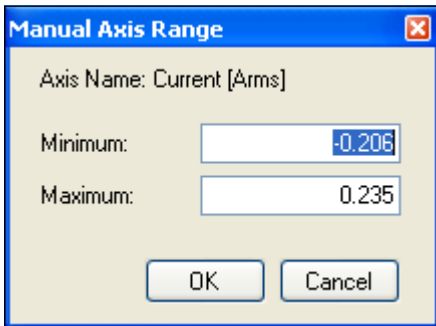 Manual Axis Range
Axis Name: Current [Arms]
Minimum: -0.206
Maximum: 0.235
OK Cancel